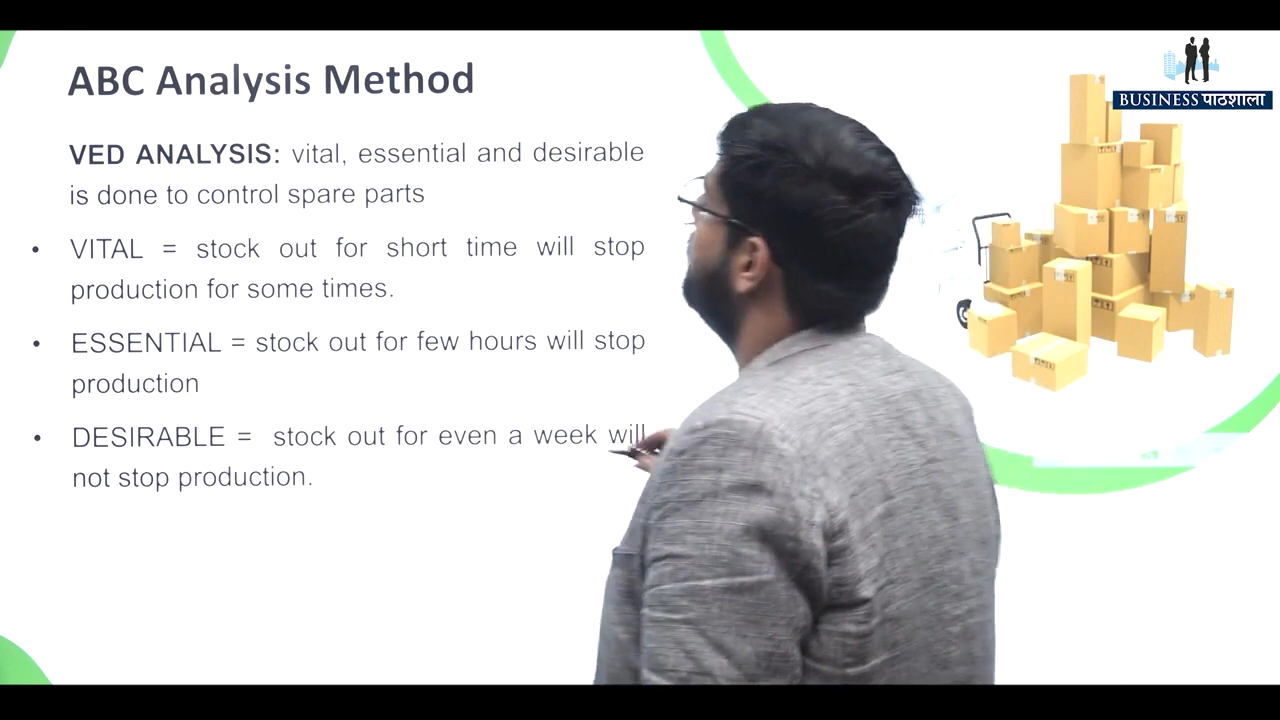 ABC Analysis Method
BUSINESS पाठशाला
VED ANALYSIS: vital, essential and desirable
is done to control spare parts
• VITAL = stock out for short time will stop
production for some times.
• ESSENTIAL = stock out for few hours will stop
production
• DESIRABLE = stock out for even a week will
not stop production.